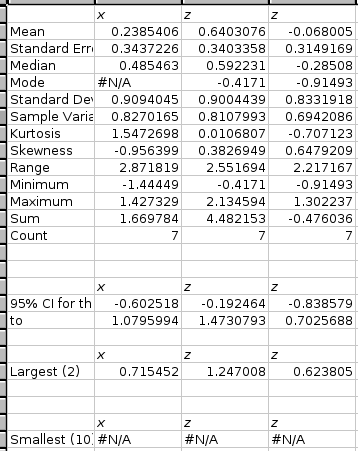 x z z
Mean 0.2385406 0.6403076 -0.068005
Standard Erro 0.3437226 0.3403358 0.3149169
Median 0.485463 0.592231 -0.28508
Mode #N/A -0.4171 -0.91493
Standard Dev 0.9094045 0.9004439 0.8331918
Sample Varia 0.8270165 0.8107993 0.6942086
Kurtosis 1.5472698 0.0106807 -0.707123
Skewness -0.956399 0.3826949 0.6479209
Range 2.871819 2.551694 2.217167
Minimum -1.44449 -0.4171 -0.91493
Maximum 1.427329 2.134594 1.302237
Sum 1.669784 4.482153 -0.476036
Count 7 7 7
x z z
95% CI for th -0.602518 -0.192464 -0.838579
to 1.0795994 1.4730793 0.7025688
x z z
Largest (2) 0.715452 1.247008 0.623805
x z z
Smallest (10) #N/A #N/A #N/A